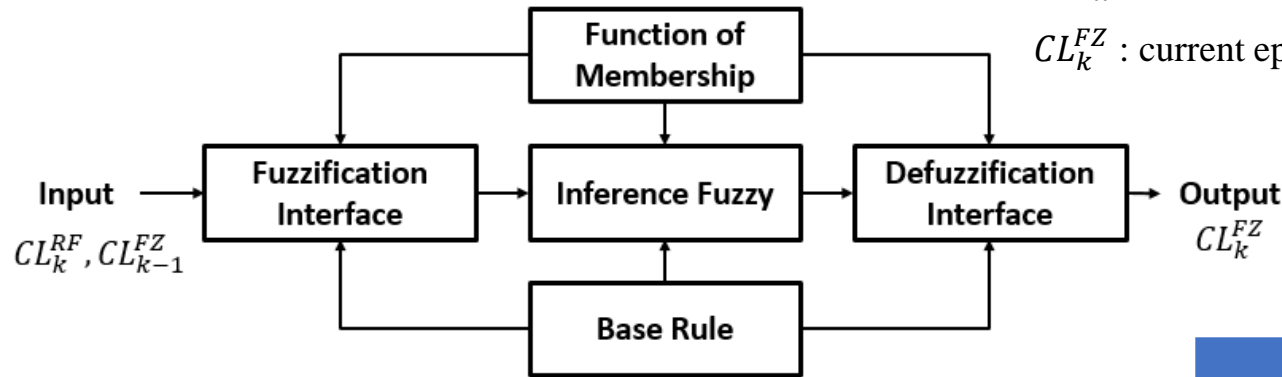 Function of
Membership
CL_k^{FZ} : current ep
Fuzzification
Interface
Inference Fuzzy
Defuzzification
Interface
Input
CL_k^{RF}, CL_{k-1}^{FZ}
Output
CL_k^{FZ}
Base Rule